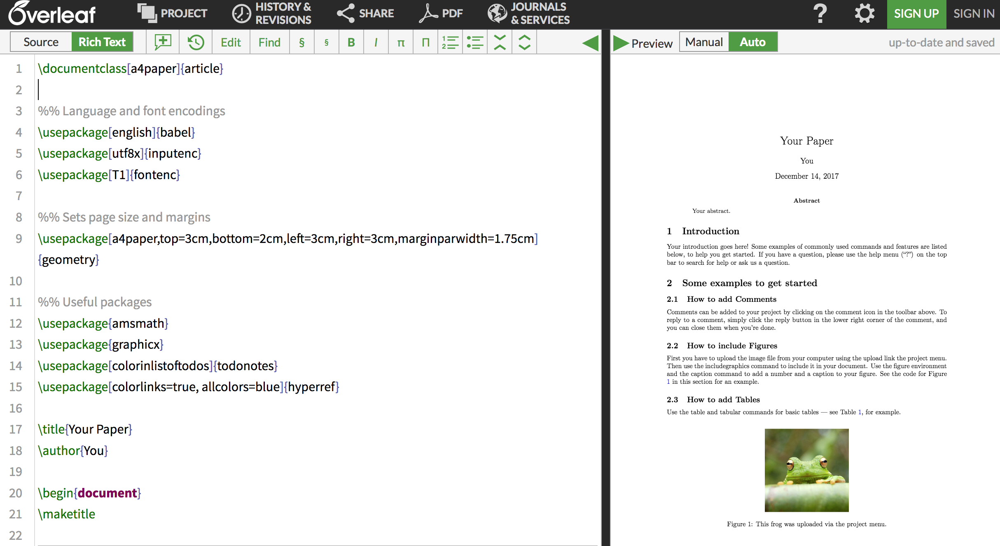 Overleaf
PROJECT
HISTORY &
REVISIONS
SHARE
PDF
JOURNALS
& SERVICES
?
SIGN UP
SIGN IN
Source
Rich Text
Edit
Find
§
§
B
I
π
Π
Preview
Manual
Auto
up-to-date and saved
1 \documentclass[a4paper]{article}
2
3 %% Language and font encodings
4 \usepackage[english]{babel}
5 \usepackage[utf8x]{inputenc}
6 \usepackage[T1]{fontenc}
7
8 %% Sets page size and margins
9 \usepackage[a4paper,top=3cm,bottom=2cm,left=3cm,right=3cm,marginparwidth=1.75cm]
{geometry}
10
11 %% Useful packages
12 \usepackage{amsmath}
13 \usepackage{graphicx}
14 \usepackage[colorinlistoftodos]{todonotes}
15 \usepackage[colorlinks=true, allcolors=blue]{hyperref}
16
17 \title{Your Paper}
18 \author{You}
19
20 \begin{document}
21 \maketitle
22
Your Paper
You
December 14, 2017
Abstract
Your abstract.
1 Introduction
Your introduction goes here! Some examples of commonly used commands and features are listed
below, to help you get started. If you have a question, please use the help menu (“?”) on the top
bar to search for help or ask us a question.
2 Some examples to get started
2.1 How to add Comments
Comments can be added to your project by clicking on the comment icon in the toolbar above. To
reply to a comment, simply click the reply button in the lower right corner of the comment, and
you can close them when you’re done.
2.2 How to include Figures
First you have to upload the image file from your computer using the upload link the project menu.
Then use the includegraphics command to include it in your document. Use the figure environment
and the caption command to add a number and a caption to your figure. See the code for Figure
1 in this section for an example.
2.3 How to add Tables
Use the table and tabular commands for basic tables — see Table 1, for example.
Figure 1: This frog was uploaded via the project menu.